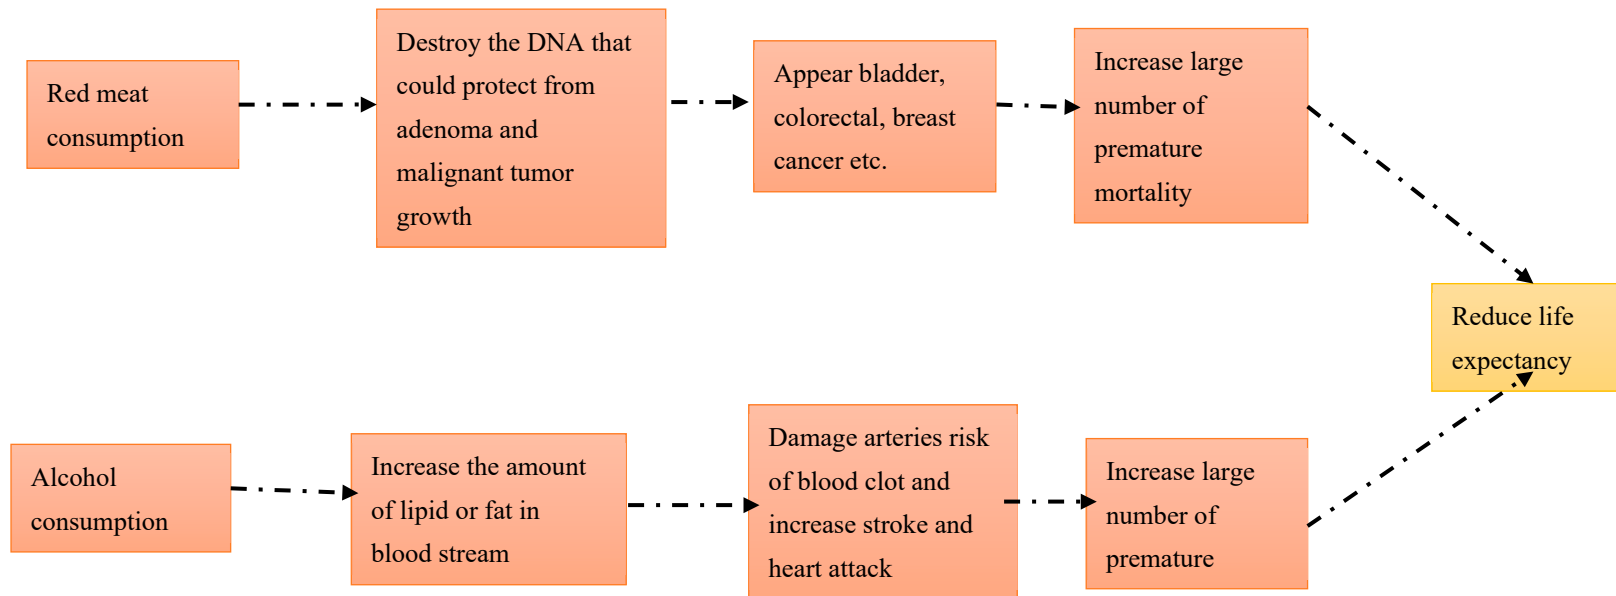 Red meat
consumption
Destroy the DNA that
could protect from
adenoma and
malignant tumor
growth
Appear bladder,
colorectal, breast
cancer etc.
Increase large
number of
premature
mortality
Reduce life
expectancy
Alcohol
consumption
Increase the amount
of lipid or fat in
blood stream
Damage arteries risk
of blood clot and
increase stroke and
heart attack
Increase large
number of
premature